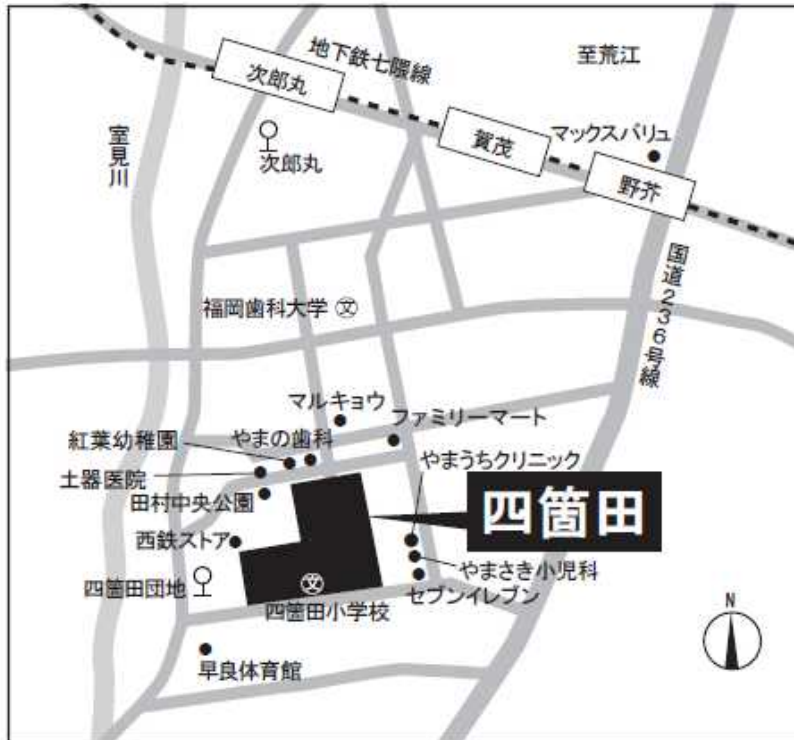 地下鉄七隈線
至荒江
次郎丸
賀茂
マックスバリュ
野芥
室見川
次郎丸
国道236号線
福岡歯科大学 文
マルキョウ
ファミリーマート
紅葉幼稚園
やまの歯科
やまうちクリニック
土器医院
田村中央公園
四箇田
西鉄ストア
やまさき小児科
四箇田団地
文
セブンイレブン
四箇田小学校
早良体育館
N